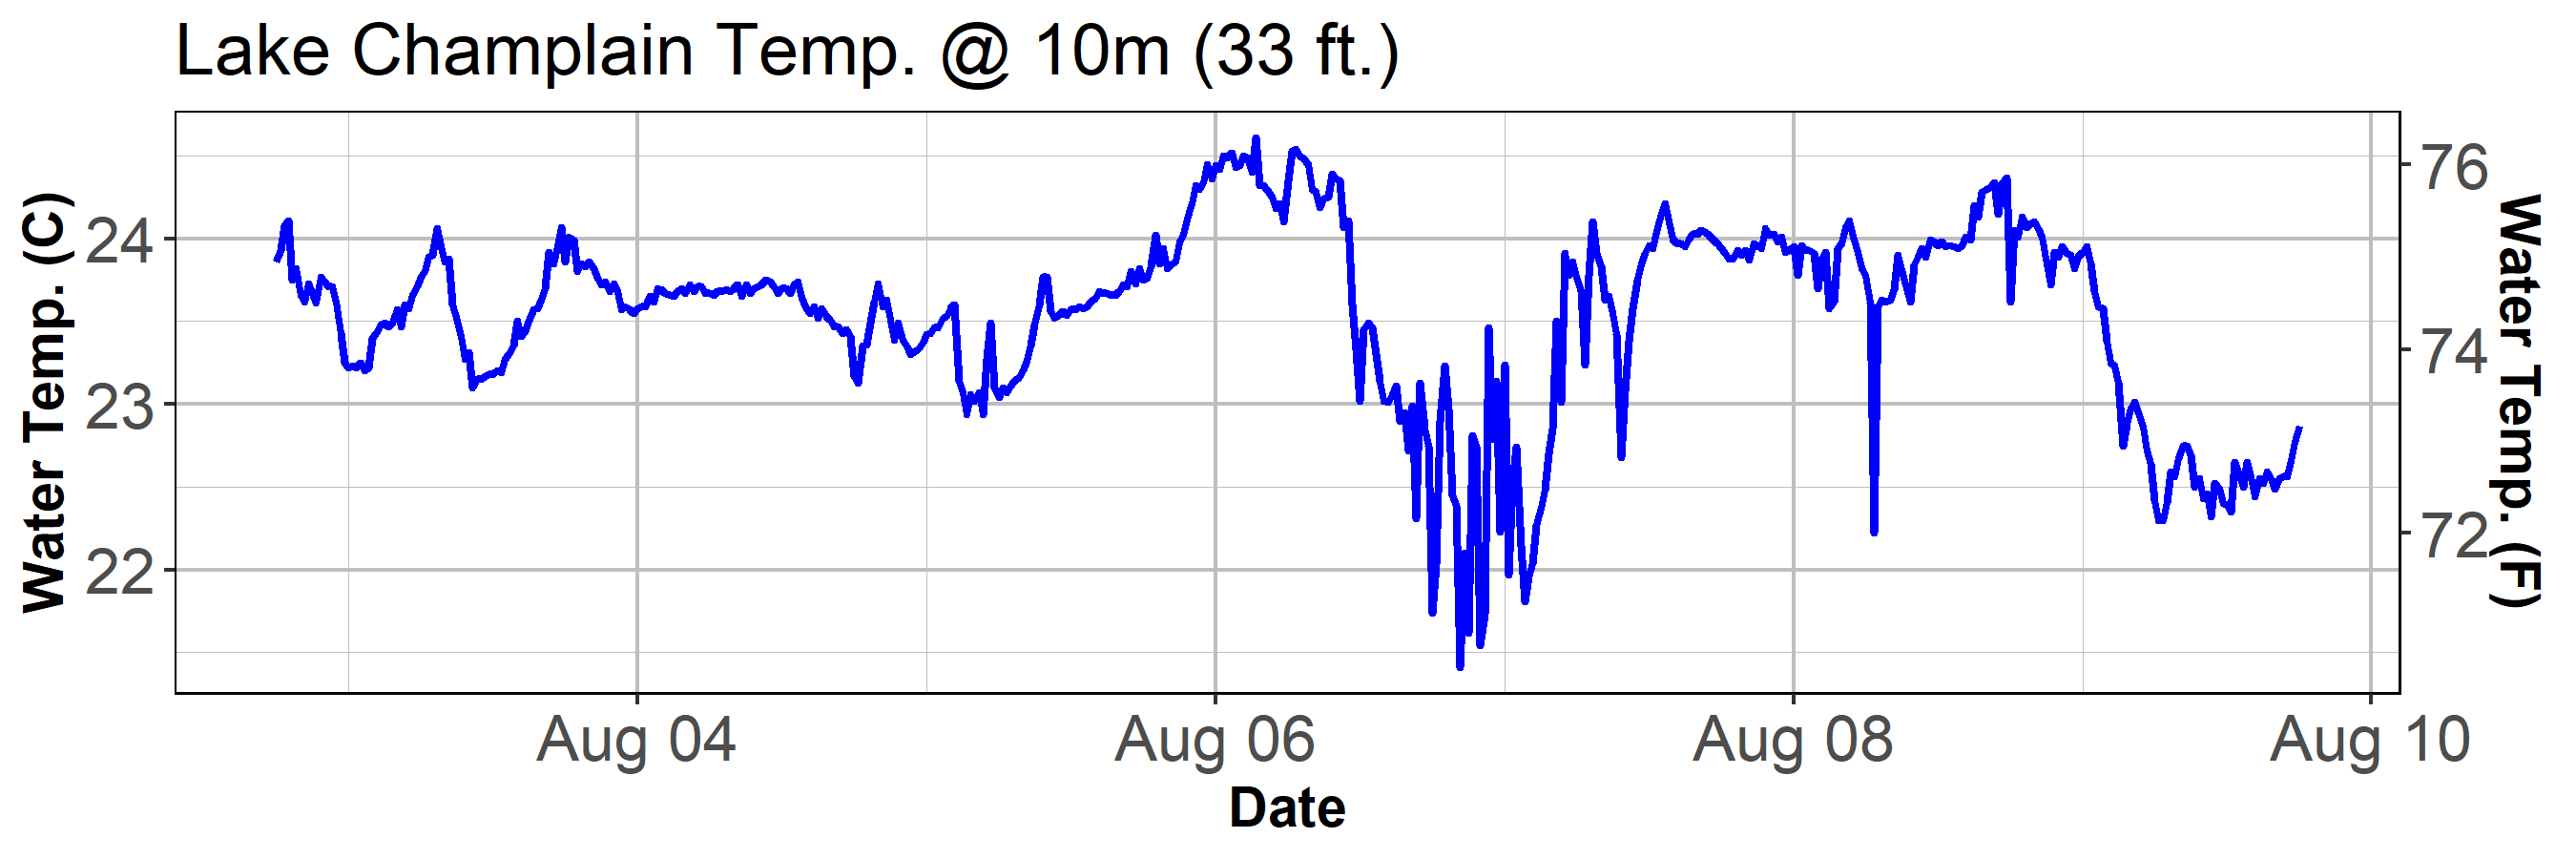 Lake Champlain Temp. @ 10m (33 ft.)
Water Temp. (C)
24
23
22
76
74
72
Water Temp. (F)
Aug 04 Aug 06 Aug 08 Aug 10
Date